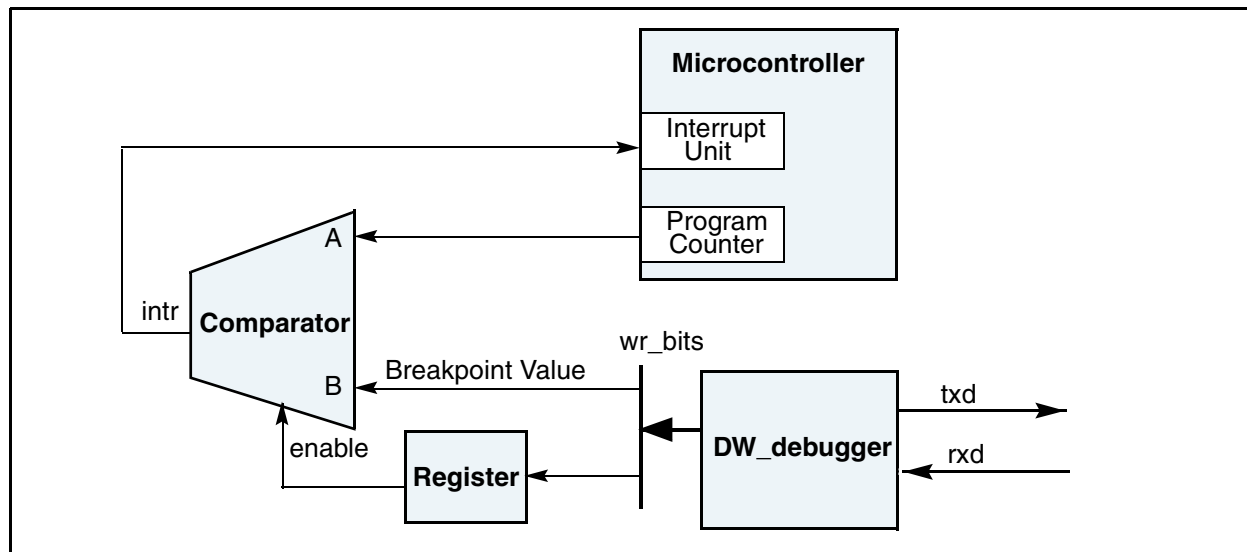 Microcontroller
Interrupt
Unit
Program
Counter
A
intr
Comparator
wr_bits
B
Breakpoint Value
txd
enable
DW_debugger
rxd
Register